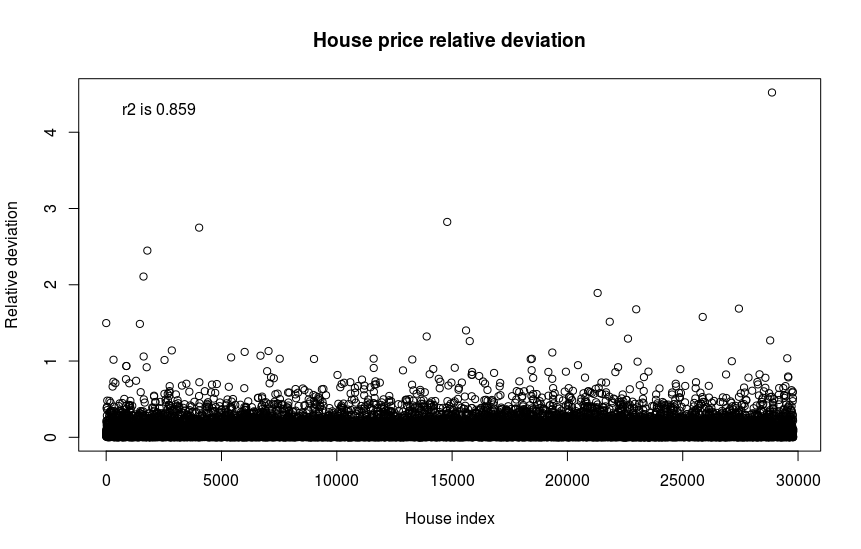 House price relative deviation
r2 is 0.859
Relative deviation
4
3
2
1
0
0 5000 10000 15000 20000 25000 30000
House index